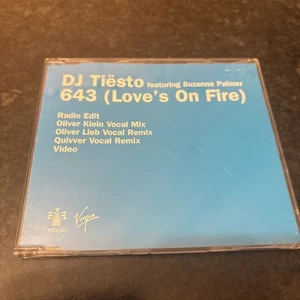 DJ Tiësto featuring Suzanne Palmer
643 (Love's On Fire)
Radio Edit
Oliver Klein Vocal Mix
Oliver Lieb Vocal Remix
Quivver Vocal Remix
Video
nebula
Virgin